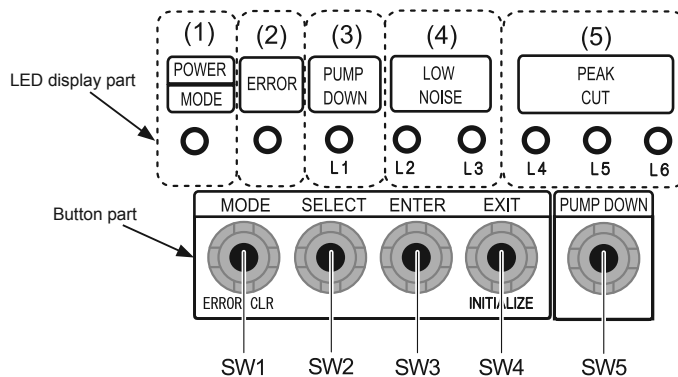 (1) (2) (3) (4) (5)
POWER
MODE
ERROR
PUMP
DOWN
LOW
NOISE
PEAK
CUT
LED display part
L1 L2 L3 L4 L5 L6
Button part
MODE SELECT ENTER EXIT PUMP DOWN
ERROR CLR INITIALIZE
SW1 SW2 SW3 SW4 SW5